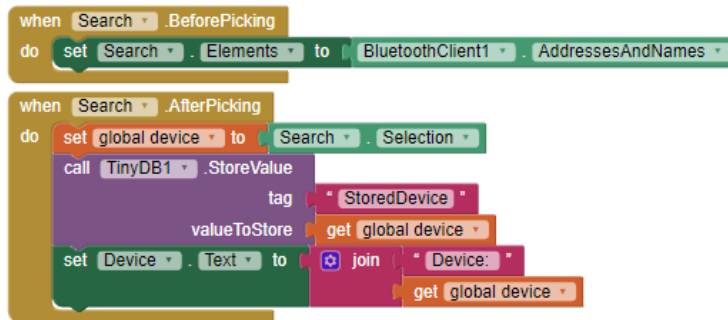 when Search .BeforePicking
do set Search . Elements to BluetoothClient1 . AddressesAndNames
when Search .AfterPicking
do set global device to Search . Selection
call TinyDB1 .StoreValue
tag " StoredDevice "
valueToStore get global device
set Device . Text to join " Device: "
get global device